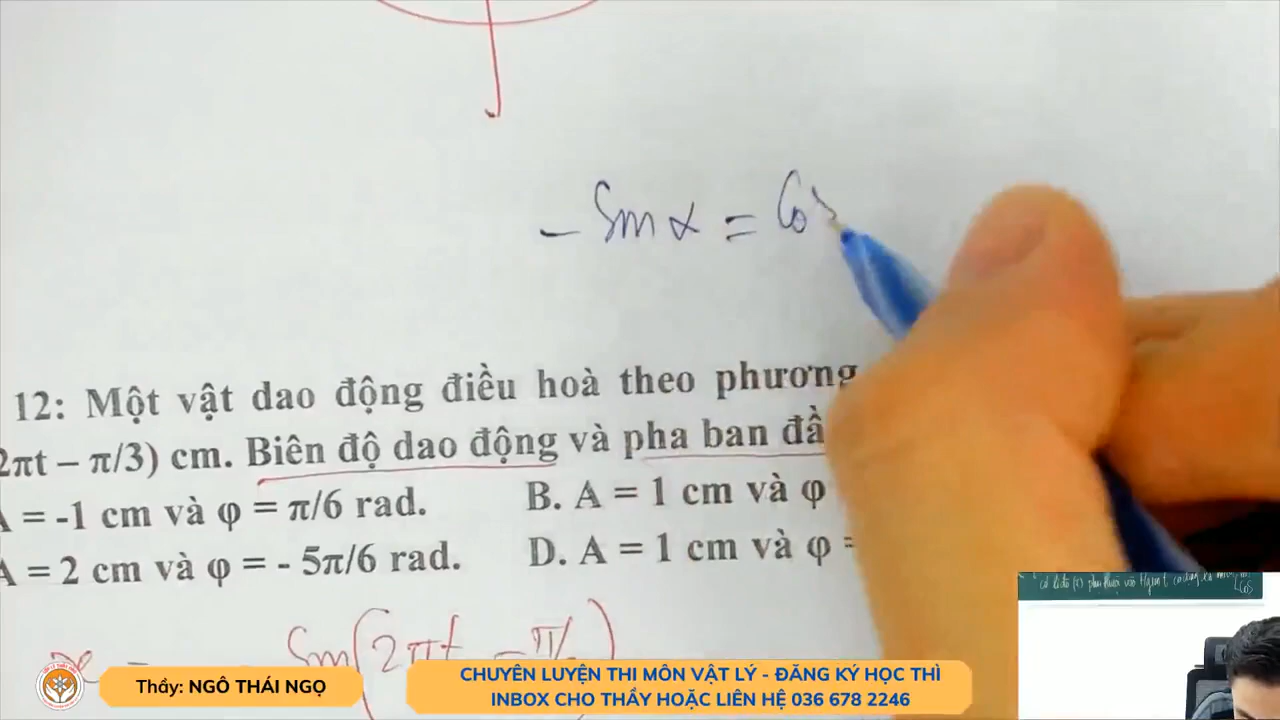 - Sin α = Cos
12: Một vật dao động điều hoà theo phương
2πt – π/3) cm. Biên độ dao động và pha ban đầ
A = -1 cm và φ = π/6 rad. B. A = 1 cm và φ
A = 2 cm và φ = - 5π/6 rad. D. A = 1 cm và φ =
Sin(2πt - π/
Thầy: NGÔ THÁI NGỌ
CHUYÊN LUYỆN THI MÔN VẬT LÝ - ĐĂNG KÝ HỌC THÌ
INBOX CHO THẦY HOẶC LIÊN HỆ 036 678 2246